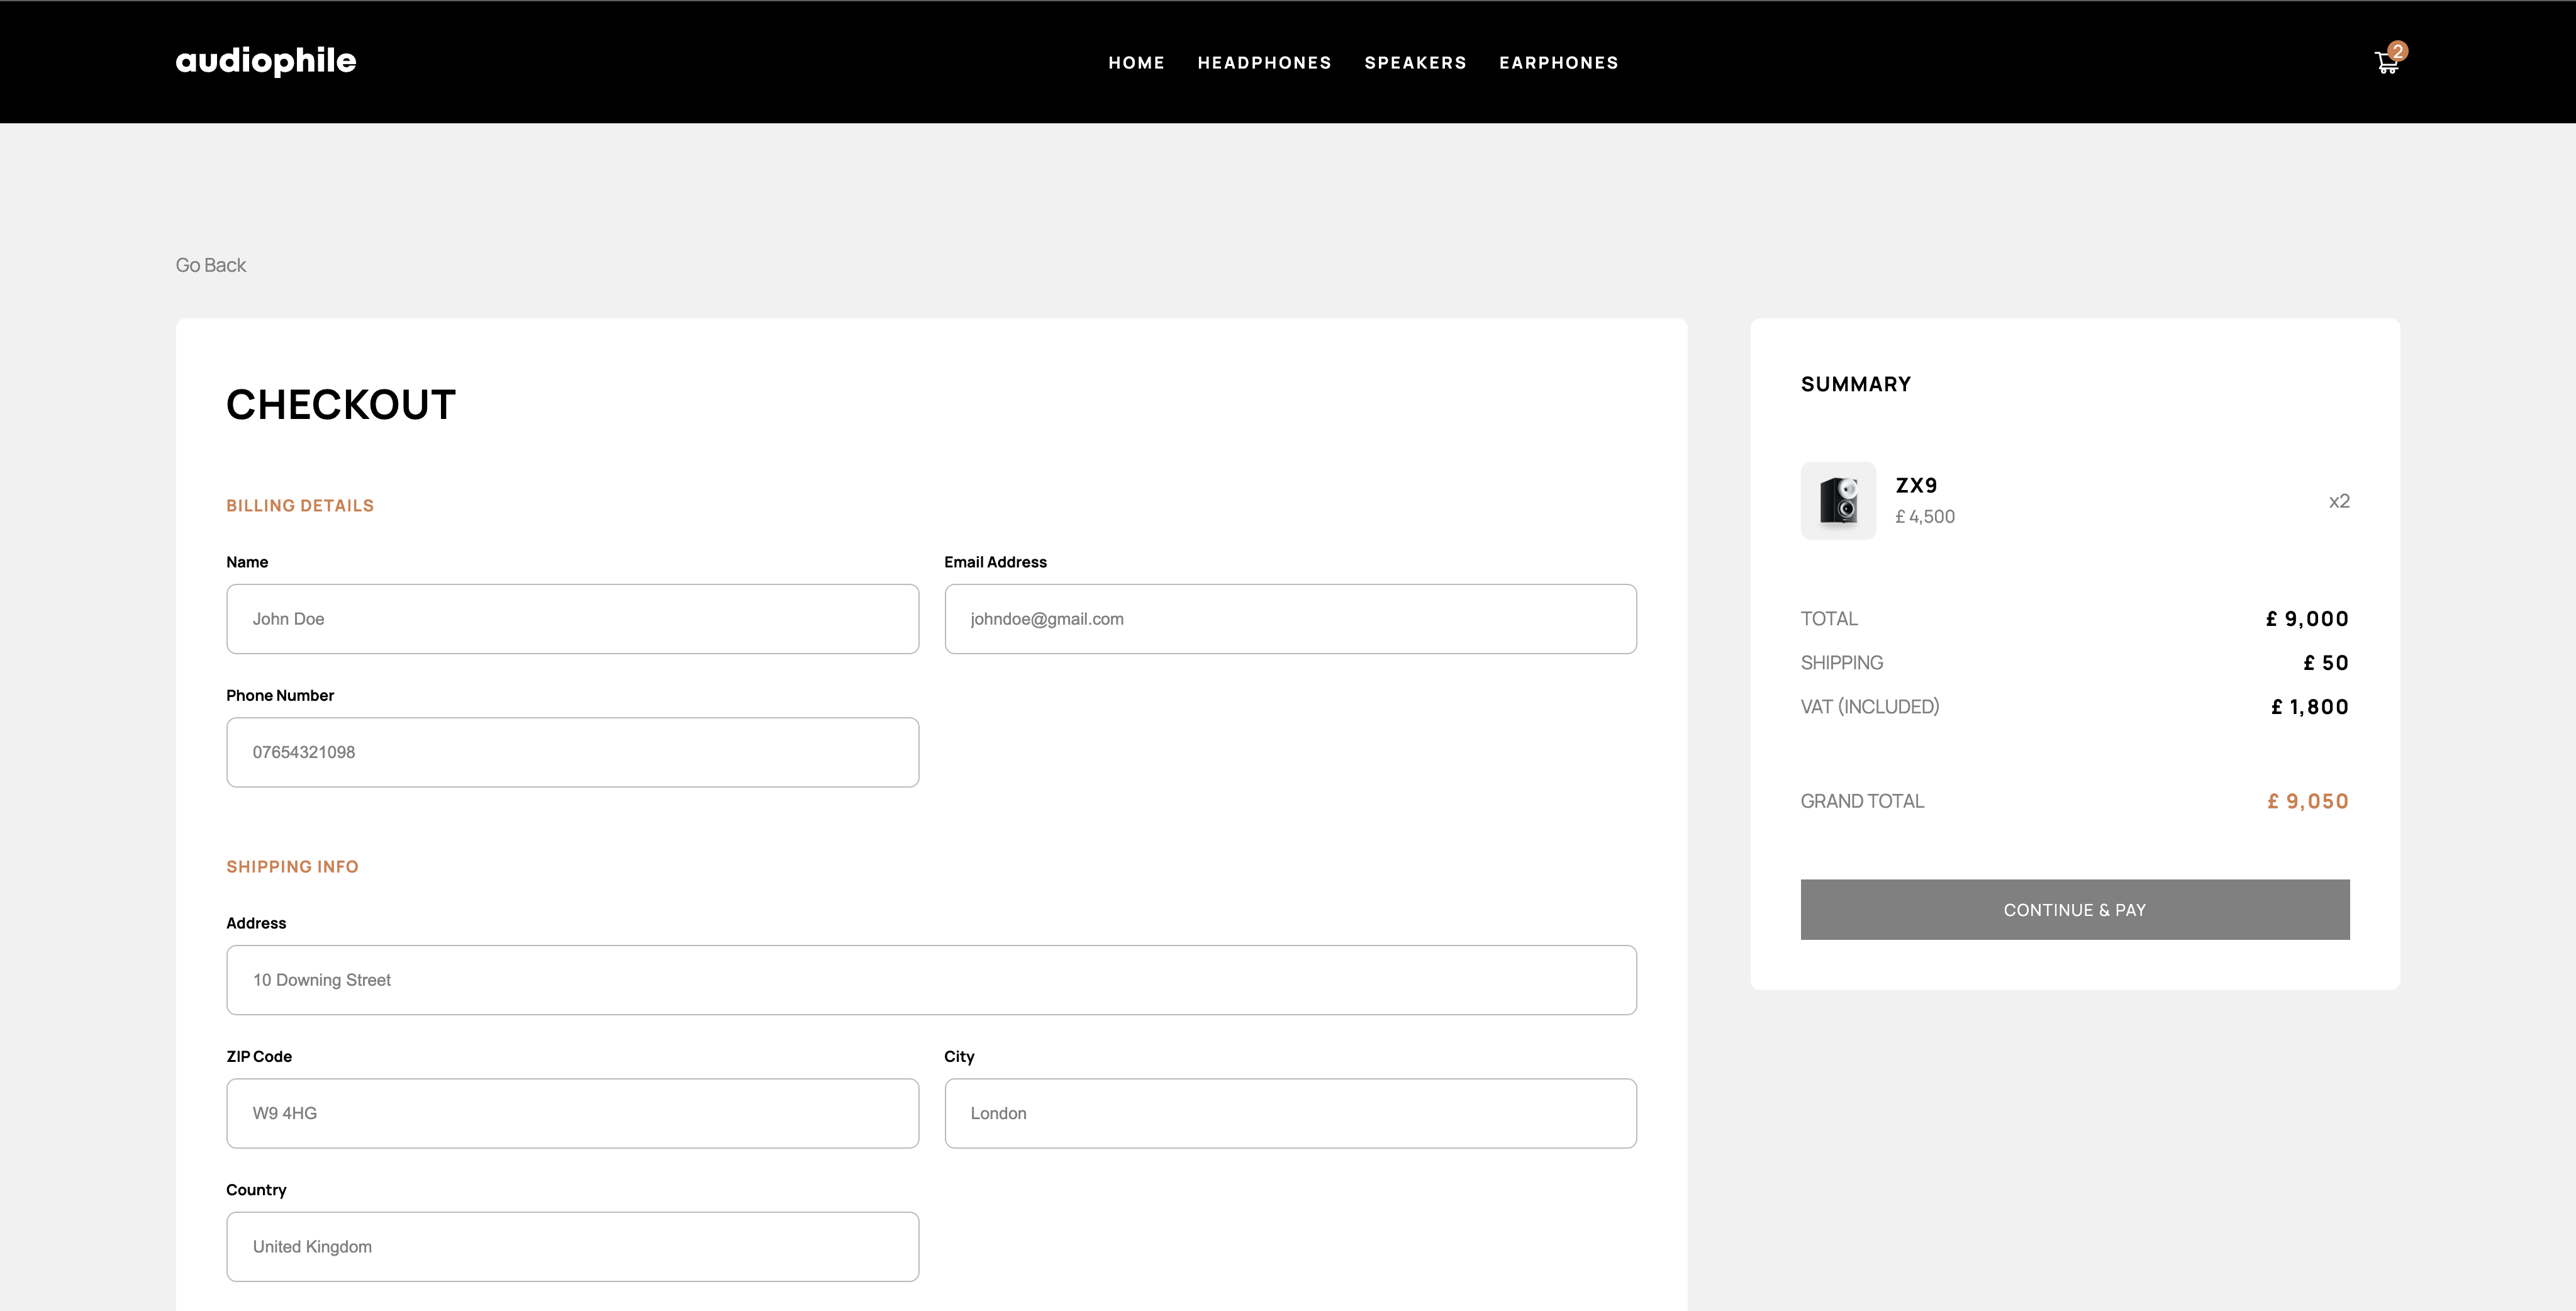 audiophile
HOME HEADPHONES SPEAKERS EARPHONES
2
Go Back
CHECKOUT
BILLING DETAILS
Name
John Doe
Email Address
johndoe@gmail.com
Phone Number
07654321098
SHIPPING INFO
Address
10 Downing Street
ZIP Code
W9 4HG
City
London
Country
United Kingdom
SUMMARY
ZX9
£ 4,500
x2
TOTAL £ 9,000
SHIPPING £ 50
VAT (INCLUDED) £ 1,800
GRAND TOTAL £ 9,050
CONTINUE & PAY